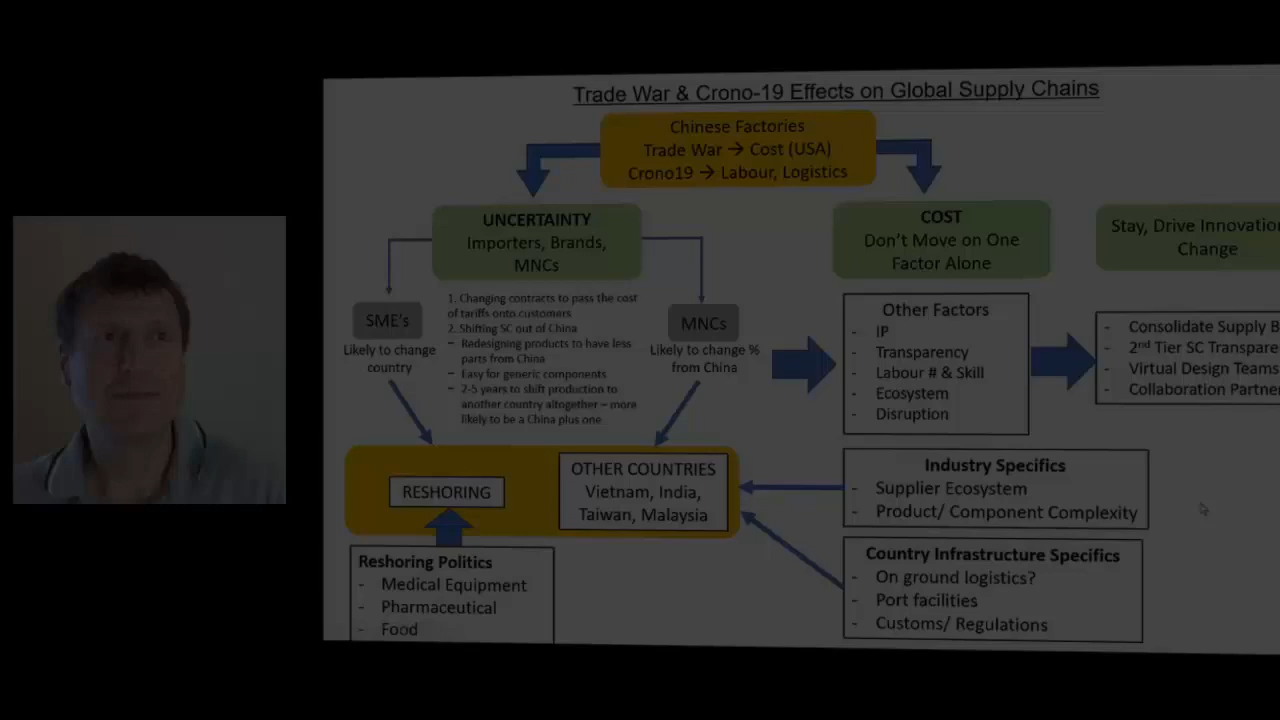 Trade War & Crono-19 Effects on Global Supply Chains
Chinese Factories
Trade War → Cost (USA)
Crono19 → Labour, Logistics
UNCERTAINTY
Importers, Brands,
MNCs
COST
Don't Move on One
Factor Alone
Stay, Drive Innovation
Change
SME's
Likely to change
country
1. Changing contracts to pass the cost
of tariffs onto customers
2. Shifting SC out of China
– Redesigning products to have less
parts from China
– Easy for generic components
– 2-5 years to shift production to
another country altogether – more
likely to be a China plus one
MNCs
Likely to change %
from China
Other Factors
- IP
- Transparency
- Labour # & Skill
- Ecosystem
- Disruption
- Consolidate Supply B
- 2nd Tier SC Transpare
- Virtual Design Teams
- Collaboration Partner
RESHORING
OTHER COUNTRIES
Vietnam, India,
Taiwan, Malaysia
Industry Specifics
- Supplier Ecosystem
- Product/ Component Complexity
Reshoring Politics
- Medical Equipment
- Pharmaceutical
- Food
Country Infrastructure Specifics
- On ground logistics?
- Port facilities
- Customs/ Regulations